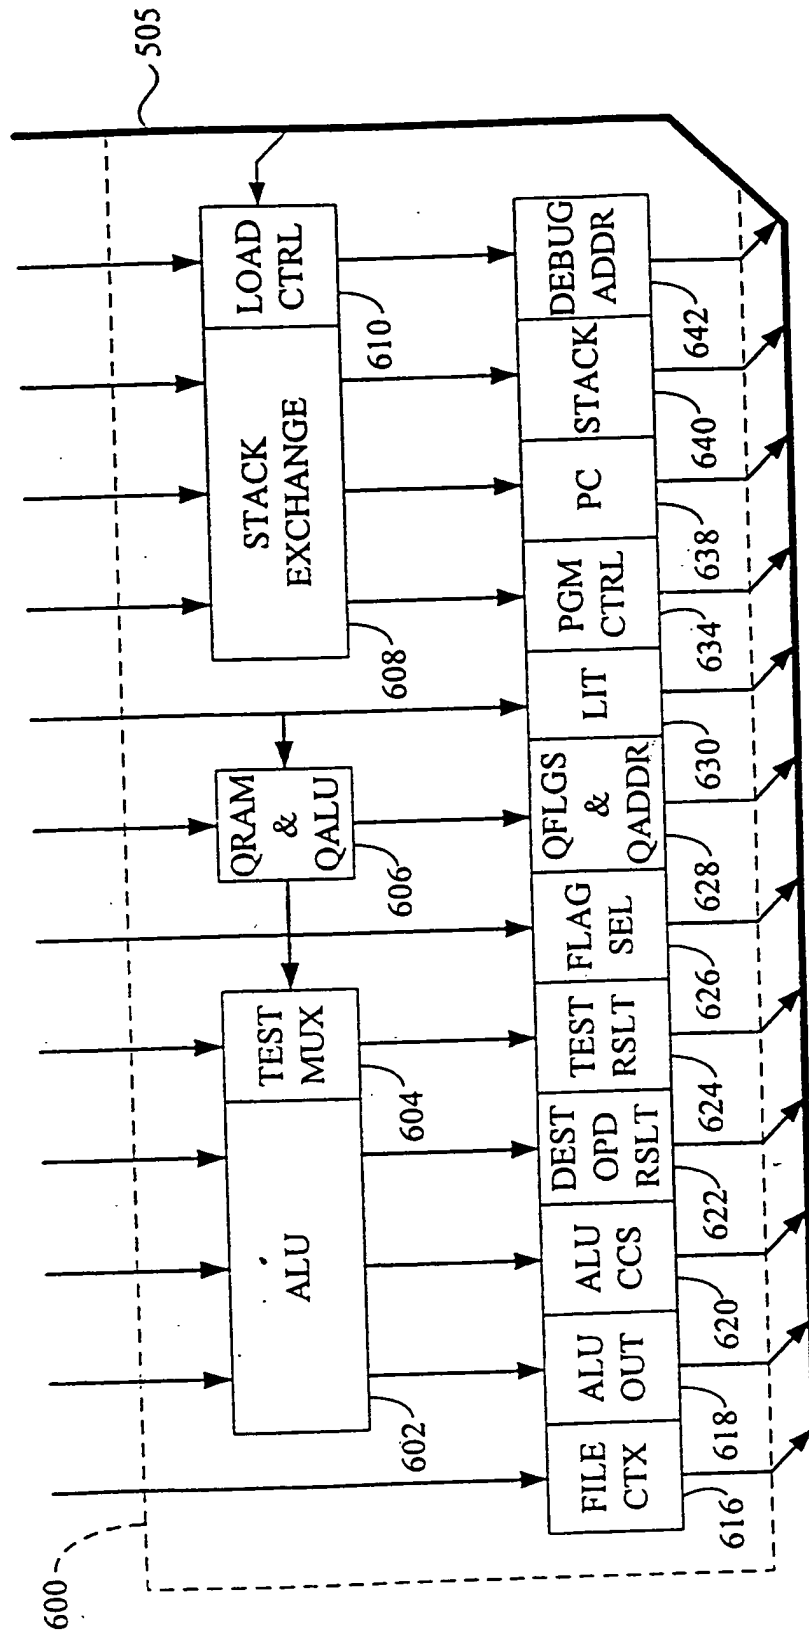 600
505
ALU
602
TEST
MUX
604
QRAM
&
QALU
606
STACK
EXCHANGE
608
LOAD
CTRL
610
FILE
CTX
616
ALU
OUT
618
ALU
CCS
620
DEST
OPD
RSLT
622
TEST
RSLT
624
FLAG
SEL
626
QFLGS
&
QADDR
628
LIT
630
PGM
CTRL
634
PC
638
STACK
640
DEBUG
ADDR
642